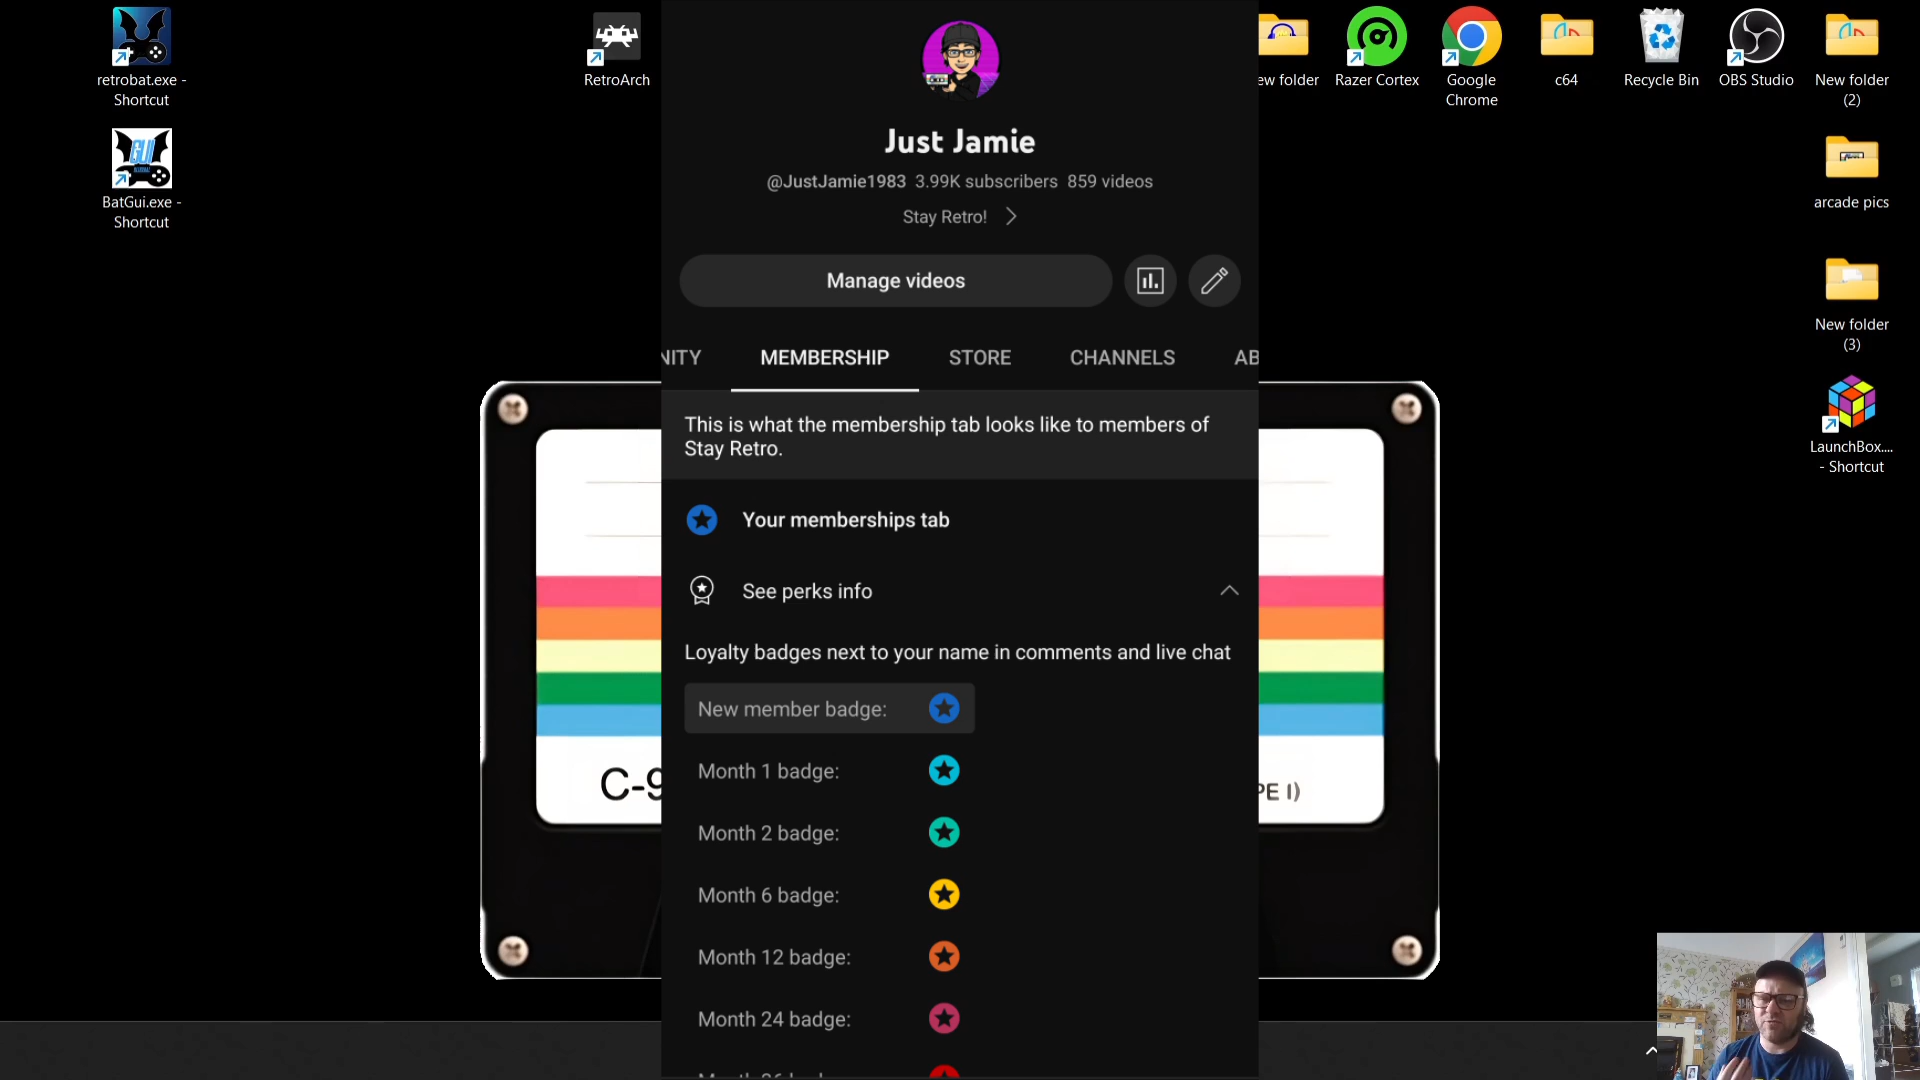 retrobat.exe -
Shortcut
BatGui.exe -
Shortcut
GUI
RetroArch
Just Jamie
@JustJamie1983 3.99K subscribers 859 videos
Stay Retro!
Manage videos
NITY MEMBERSHIP STORE CHANNELS AB
This is what the membership tab looks like to members of
Stay Retro.
Your memberships tab
See perks info
Loyalty badges next to your name in comments and live chat
New member badge:
Month 1 badge:
Month 2 badge:
Month 6 badge:
Month 12 badge:
Month 24 badge:
C-9
PE I)
ew folder
Razer Cortex
Google
Chrome
c64
Recycle Bin
OBS Studio
New folder
(2)
arcade pics
New folder
(3)
LaunchBox....
- Shortcut